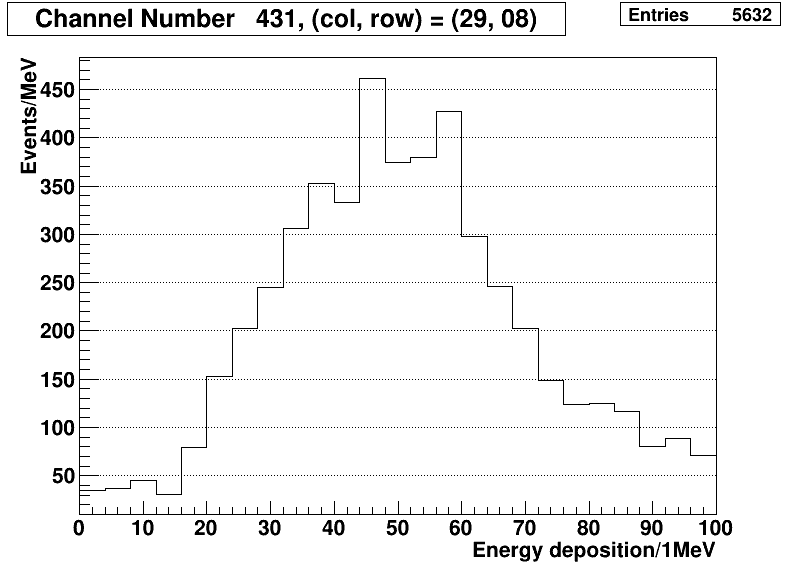 Channel Number 431, (col, row) = (29, 08)
Entries 5632
Events/MeV
450
400
350
300
250
200
150
100
50
0 10 20 30 40 50 60 70 80 90 100
Energy deposition/1MeV